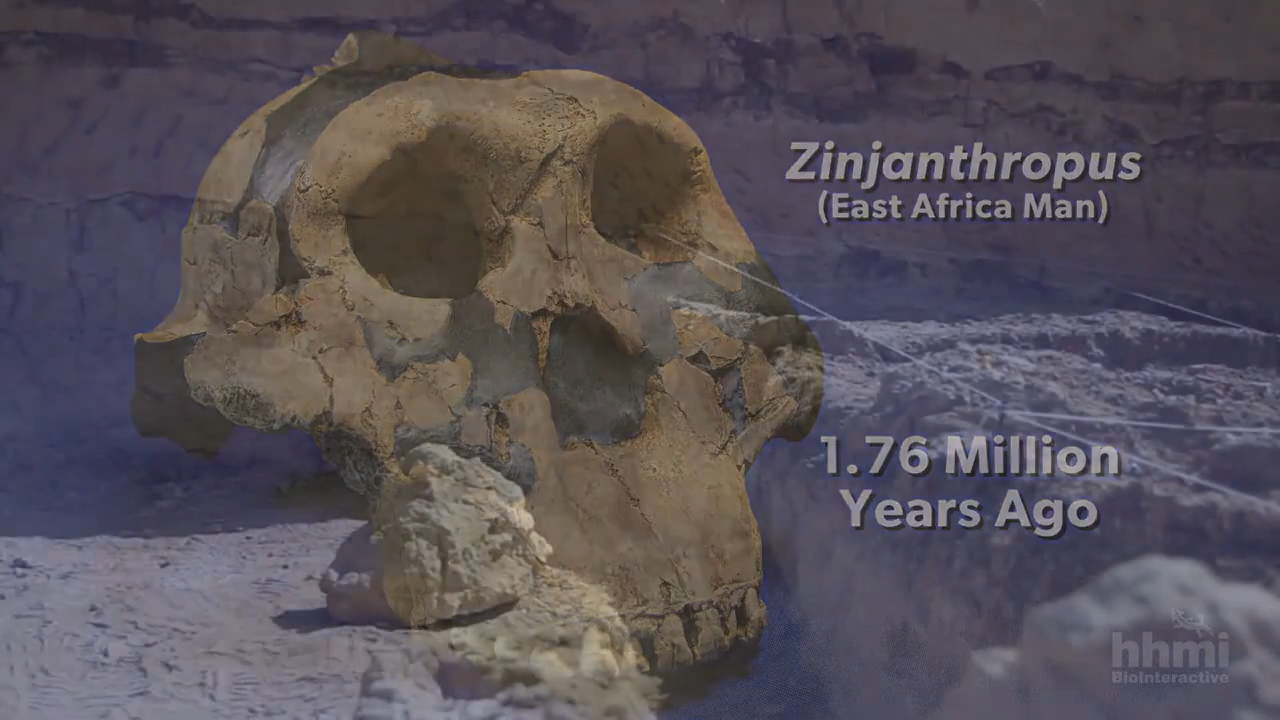 Zinjanthropus
(East Africa Man)
1.76 Million
Years Ago
hhmi
BioInteractive